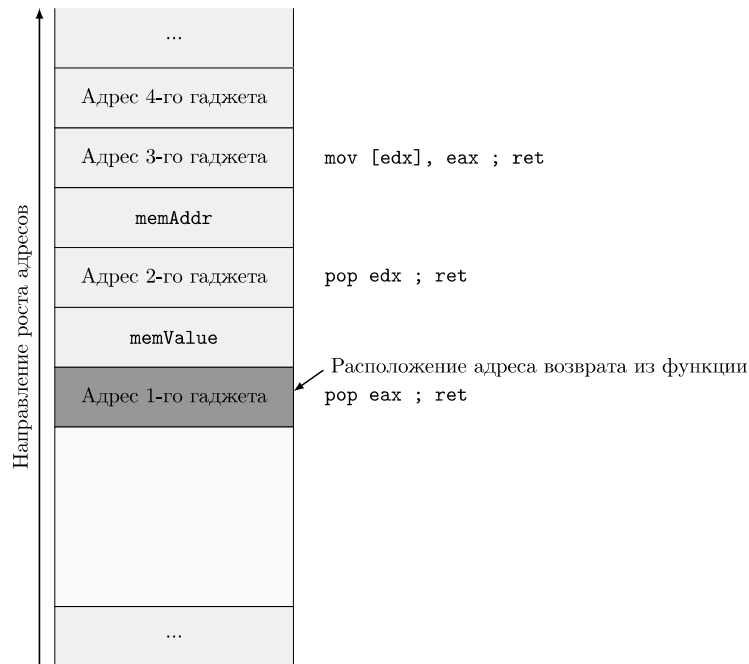 ...
Адрес 4-го гаджета
Адрес 3-го гаджета
mov [edx], eax ; ret
memAddr
Адрес 2-го гаджета
pop edx ; ret
memValue
Расположение адреса возврата из функции
Адрес 1-го гаджета
pop eax ; ret
...
Направление роста адресов